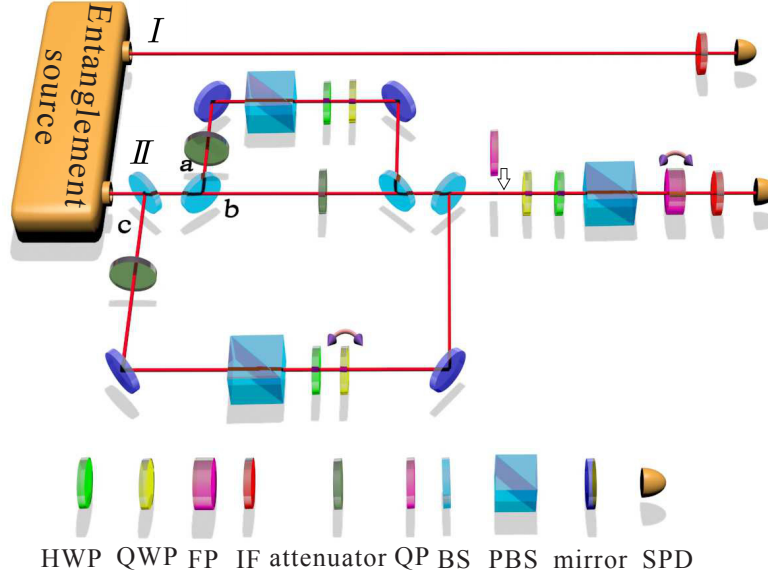 Entanglement
source
I
II
a
b
c
HWP QWP FP IF attenuator QP BS PBS mirror SPD